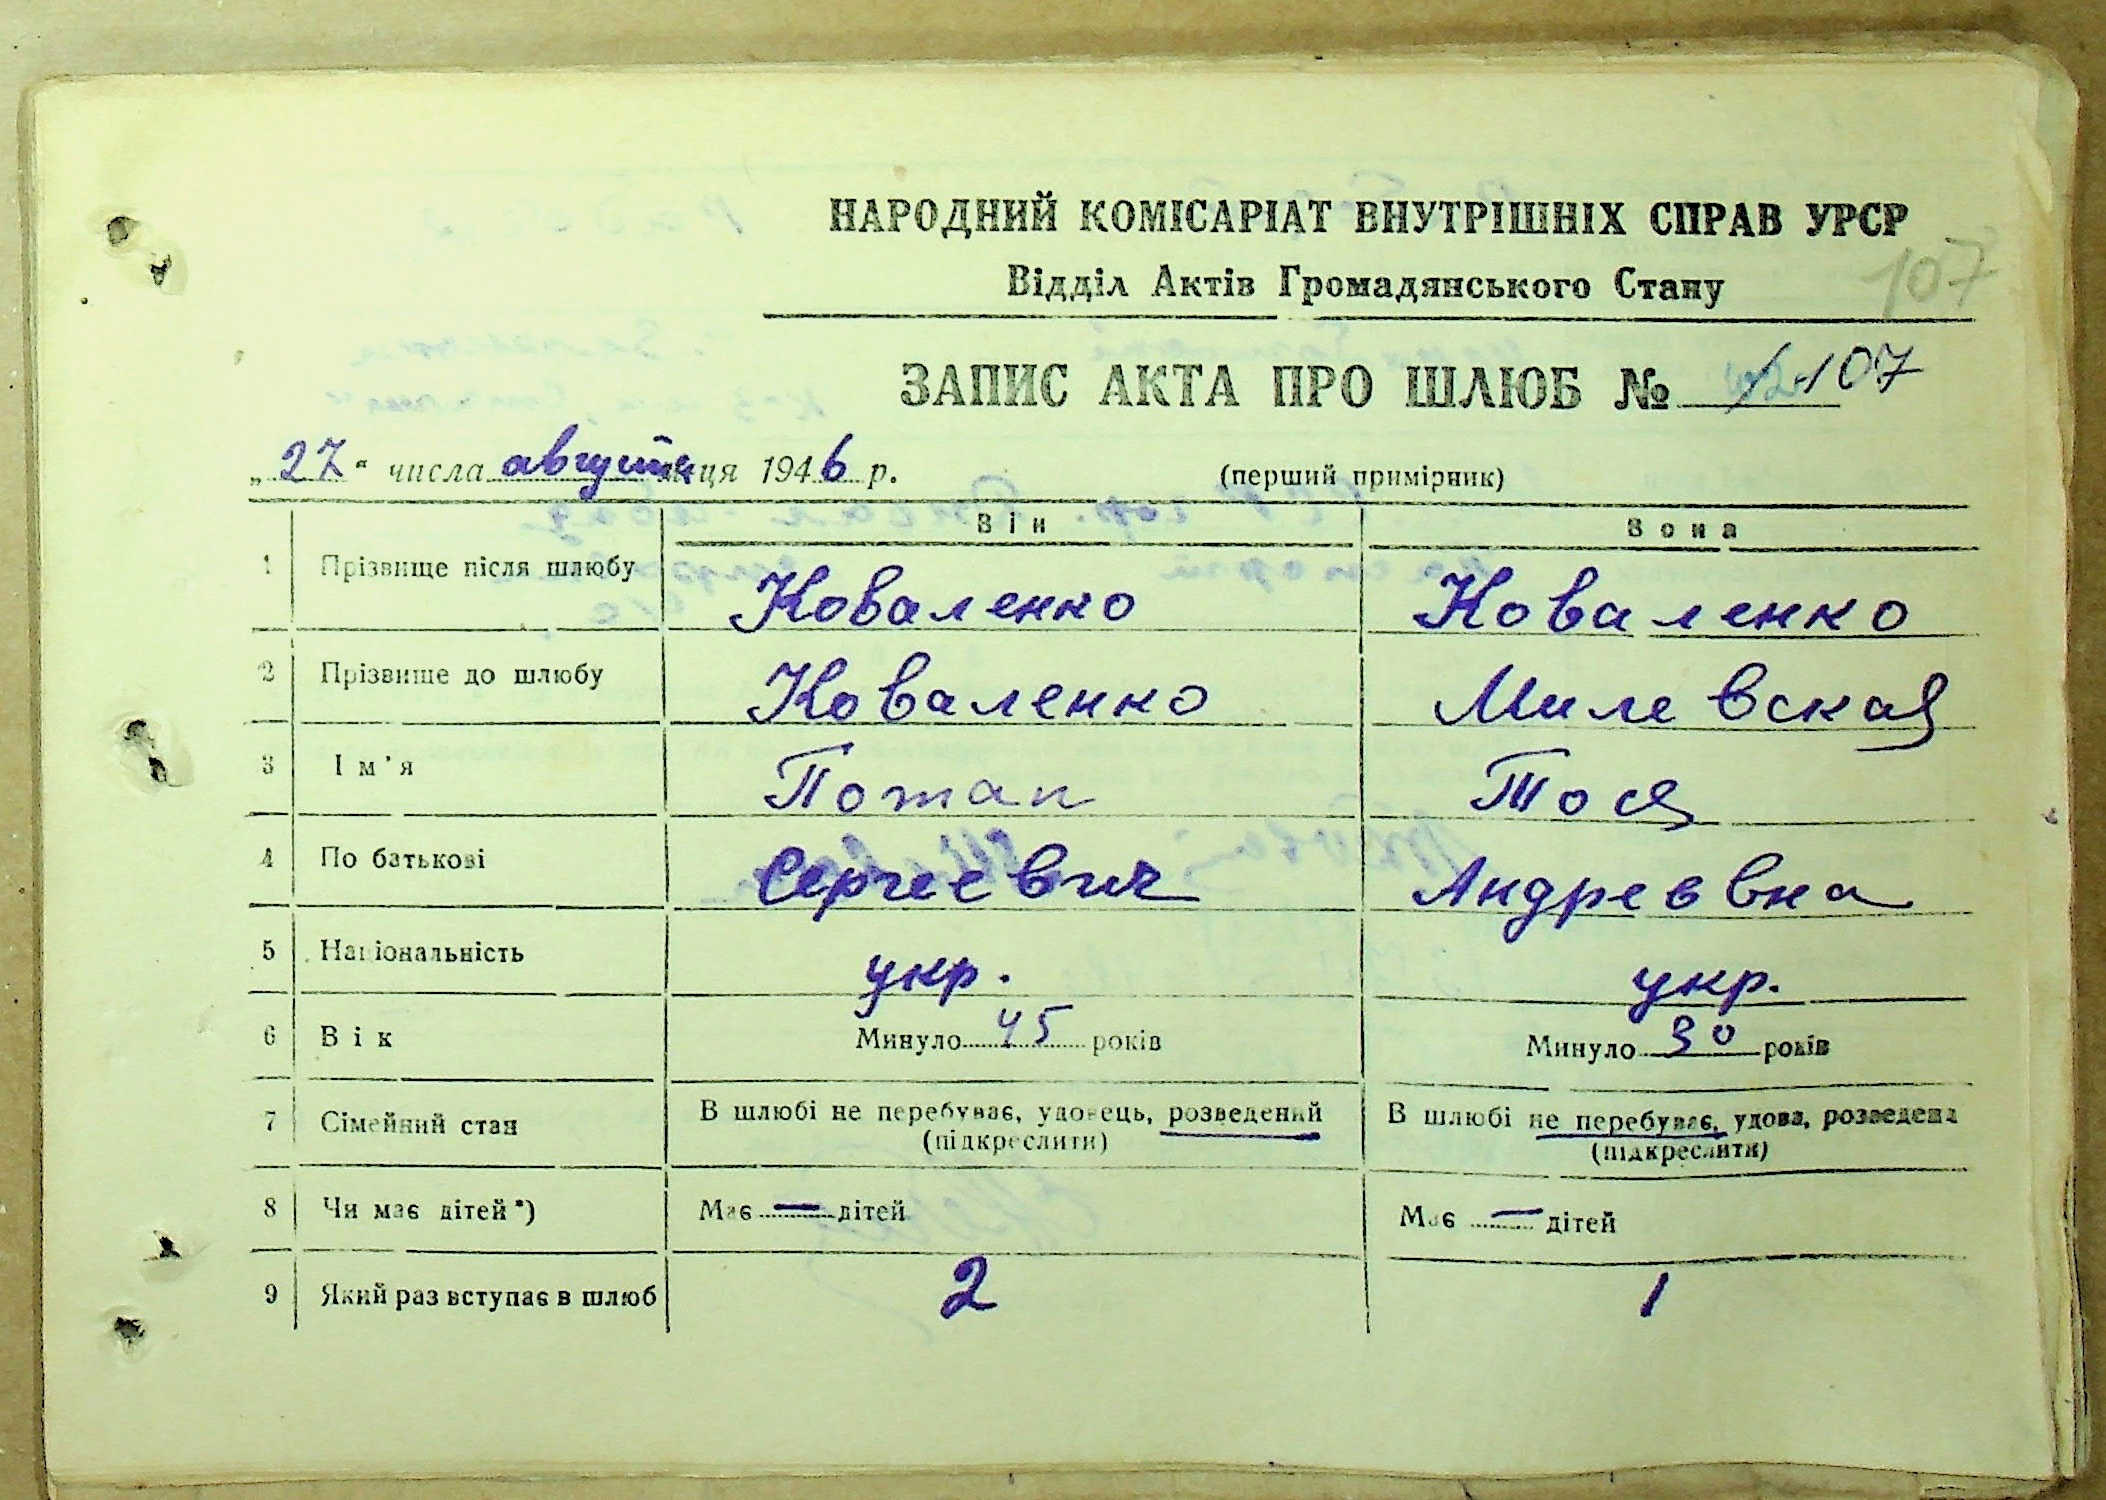 НАРОДНИЙ КОМІСАРІАТ ВНУТРІШНІХ СПРАВ УРСР
Відділ Актів Громадянського Стану
107
ЗАПИС АКТА ПРО ШЛЮБ № 107
„27" числа августа місяця 1946 р. (перший примірник)
Він Вона
1 Прізвище після шлюбу Коваленко Коваленко
2 Прізвище до шлюбу Коваленко Милевская
3 Ім'я Потап Тося
4 По батькові Сергеевич Андреевна
5 Національність укр. укр.
6 Вік Минуло 45 років Минуло 30 років
7 Сімейний стан В шлюбі не перебуває, удовець, розведений В шлюбі не перебуває, удова, розведена
(підкреслити) (підкреслити)
8 Чи має дітей*) Має — дітей Має — дітей
9 Який раз вступає в шлюб 2 1